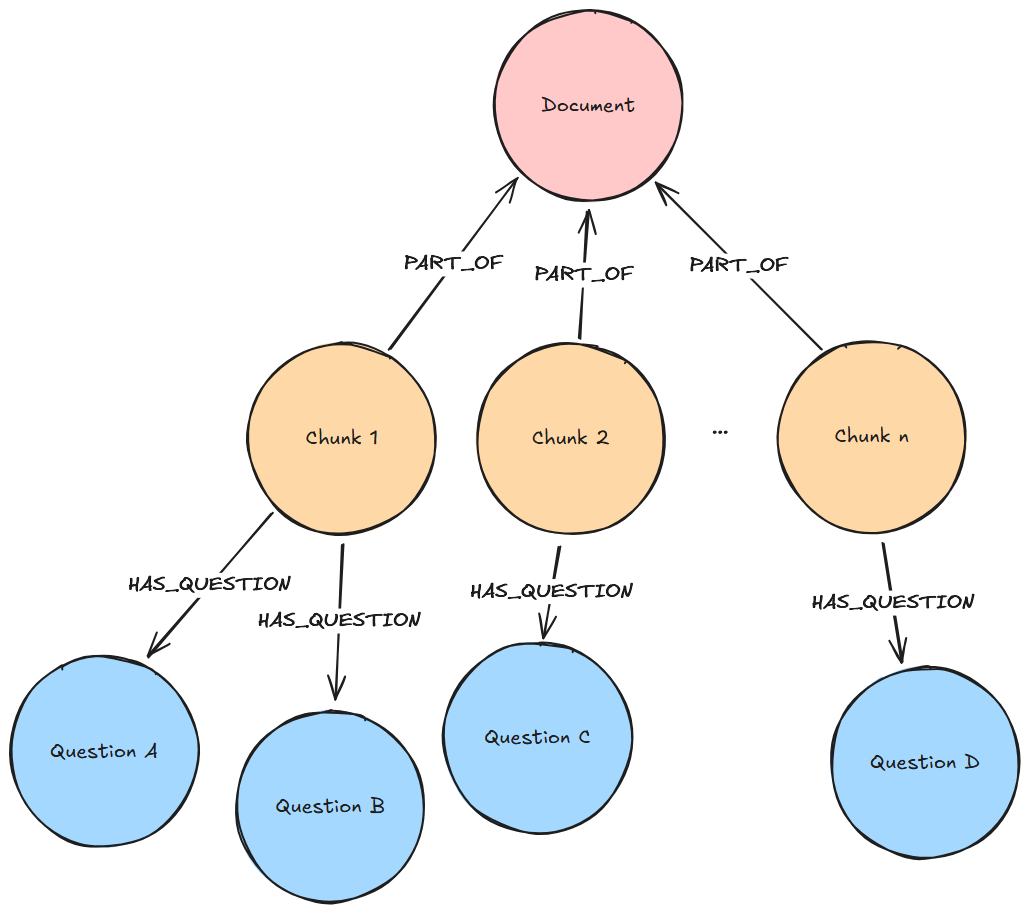 Document
PART_OF
PART_OF
PART_OF
Chunk 1
Chunk 2
...
Chunk n
HAS_QUESTION
HAS_QUESTION
HAS_QUESTION
HAS_QUESTION
Question A
Question B
Question C
Question D